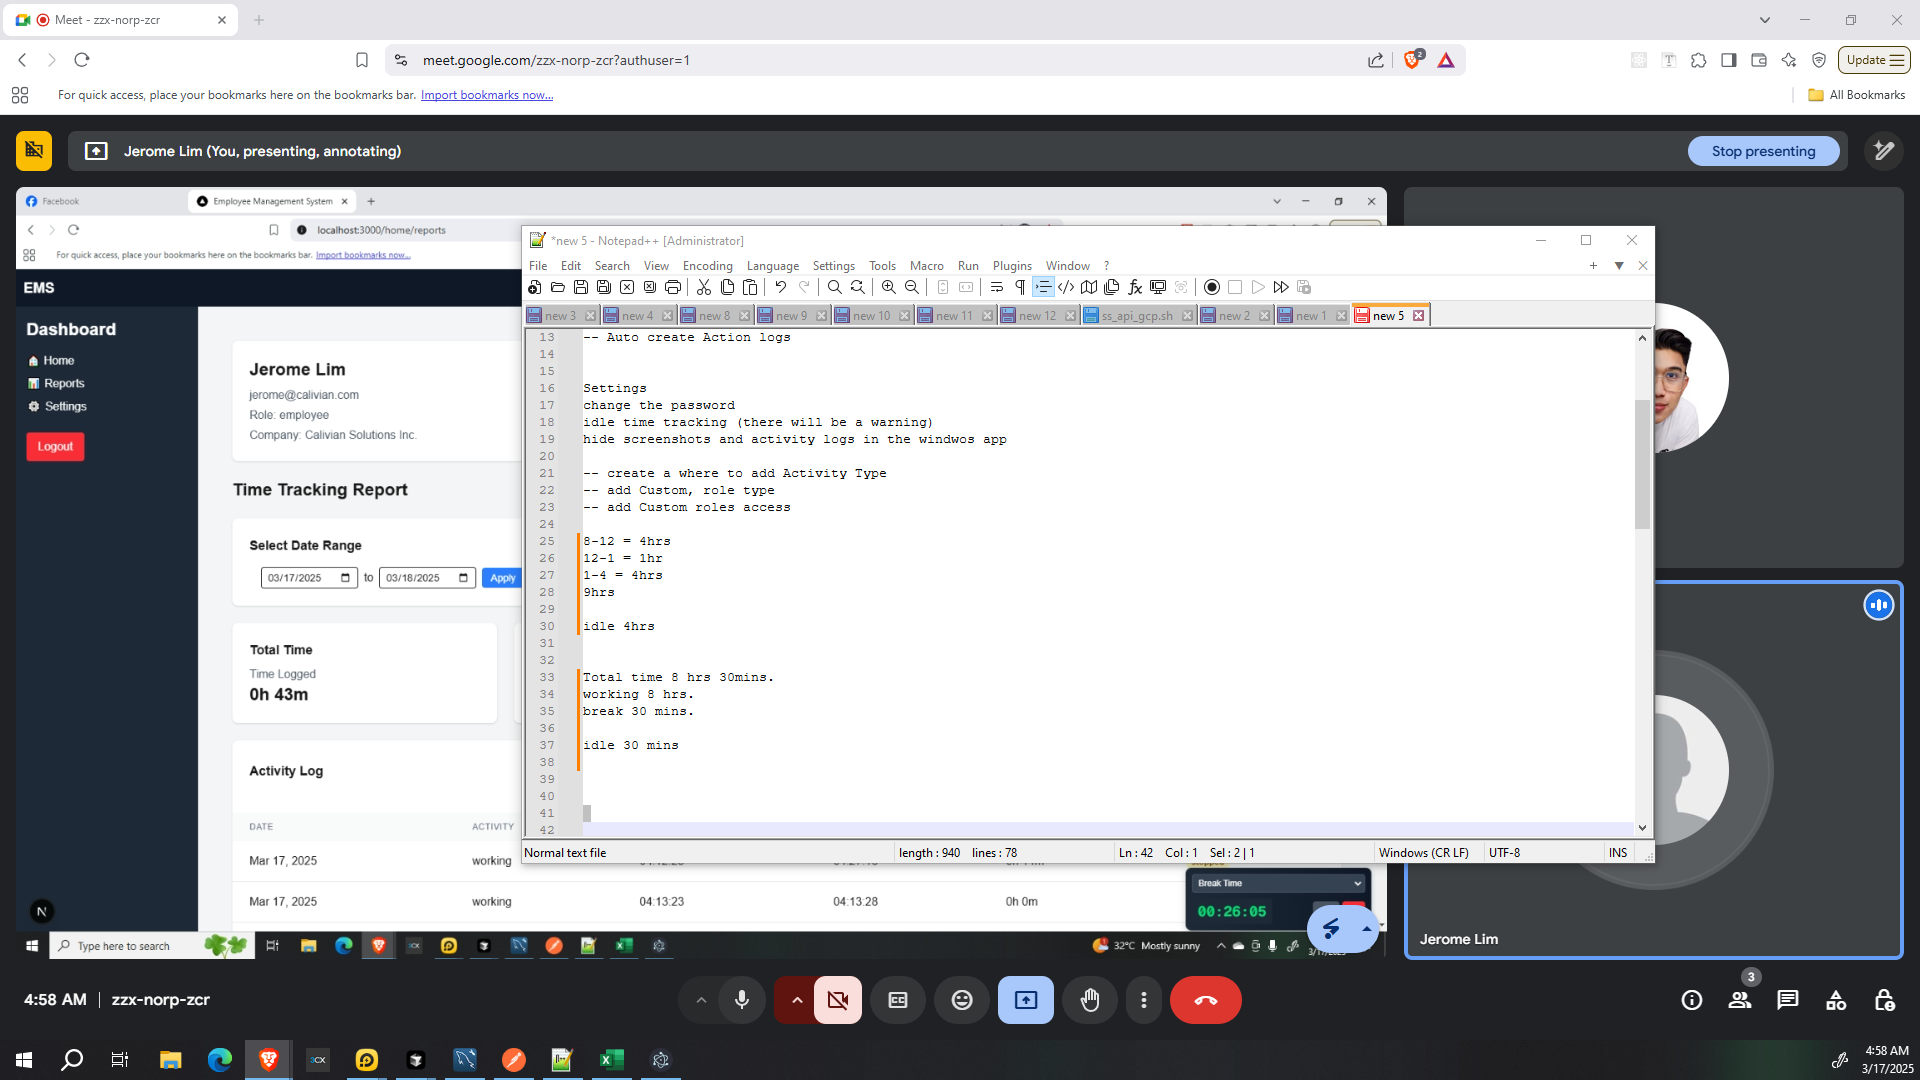 Meet - zzx-norp-zcr
meet.google.com/zzx-norp-zcr?authuser=1
2
Update
For quick access, place your bookmarks here on the bookmarks bar. Import bookmarks now...
All Bookmarks
Jerome Lim (You, presenting, annotating)
Stop presenting
Facebook
Employee Management System
localhost:3000/home/reports
For quick access, place your bookmarks here on the bookmarks bar. Import bookmarks now...
EMS
Dashboard
Home
Reports
Settings
Logout
Jerome Lim
jerome@calivian.com
Role: employee
Company: Calivian Solutions Inc.
Time Tracking Report
Select Date Range
03/17/2025 to 03/18/2025 Apply
Total Time
Time Logged
0h 43m
Activity Log
DATE ACTIVITY
Mar 17, 2025 working
Mar 17, 2025 working 04:13:23 04:13:28 0h 0m
N
*new 5 - Notepad++ [Administrator]
File Edit Search View Encoding Language Settings Tools Macro Run Plugins Window ?
new 3 new 4 new 8 new 9 new 10 new 11 new 12 ss_api_gcp.sh new 2 new 1 new 5
13 -- Auto create Action logs
14
15
16 Settings
17 change the password
18 idle time tracking (there will be a warning)
19 hide screenshots and activity logs in the windwos app
20
21 -- create a where to add Activity Type
22 -- add Custom, role type
23 -- add Custom roles access
24
25 8-12 = 4hrs
26 12-1 = 1hr
27 1-4 = 4hrs
28 9hrs
29
30 idle 4hrs
31
32
33 Total time 8 hrs 30mins.
34 working 8 hrs.
35 break 30 mins.
36
37 idle 30 mins
38
39
40
41
42
Normal text file length : 940 lines : 78 Ln : 42 Col : 1 Sel : 2 | 1 Windows (CR LF) UTF-8 INS
Break Time
00:26:05
Type here to search
32°C Mostly sunny
Jerome Lim
4:58 AM | zzx-norp-zcr
3
4:58 AM
3/17/2025